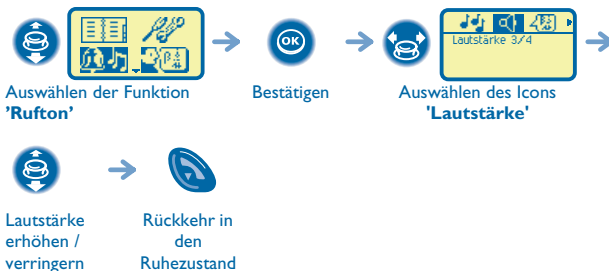 OK
Lautstärke 3/4
Auswählen der Funktion
'Rufton'
Bestätigen
Auswählen des Icons
'Lautstärke'
Lautstärke
erhöhen /
verringern
Rückkehr in
den
Ruhezustand